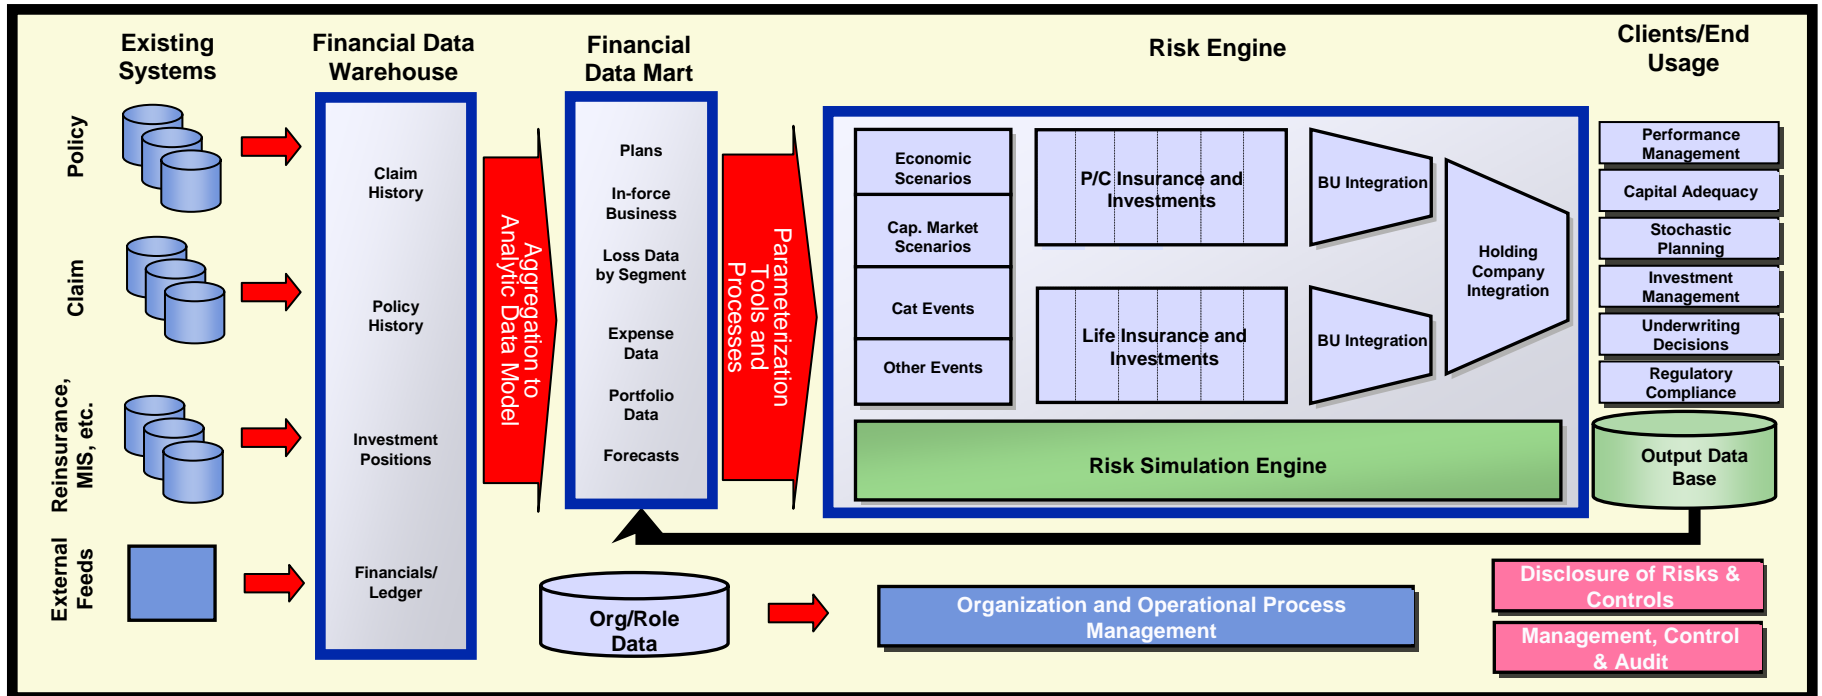 Existing
Systems
Financial Data
Warehouse
Financial
Data Mart
Risk Engine
Clients/End
Usage
Policy
Claim
Reinsurance,
MIS, etc.
External
Feeds
Claim
History
Policy
History
Investment
Positions
Financials/
Ledger
Aggregation to
Analytic Data Model
Plans
In-force
Business
Loss Data
by Segment
Expense
Data
Portfolio
Data
Forecasts
Parameterization
Tools and
Processes
Economic
Scenarios
Cap. Market
Scenarios
Cat Events
Other Events
P/C Insurance and
Investments
Life Insurance and
Investments
BU Integration
BU Integration
Holding
Company
Integration
Risk Simulation Engine
Performance
Management
Capital Adequacy
Stochastic
Planning
Investment
Management
Underwriting
Decisions
Regulatory
Compliance
Output Data
Base
Org/Role
Data
Organization and Operational Process
Management
Disclosure of Risks &
Controls
Management, Control
& Audit